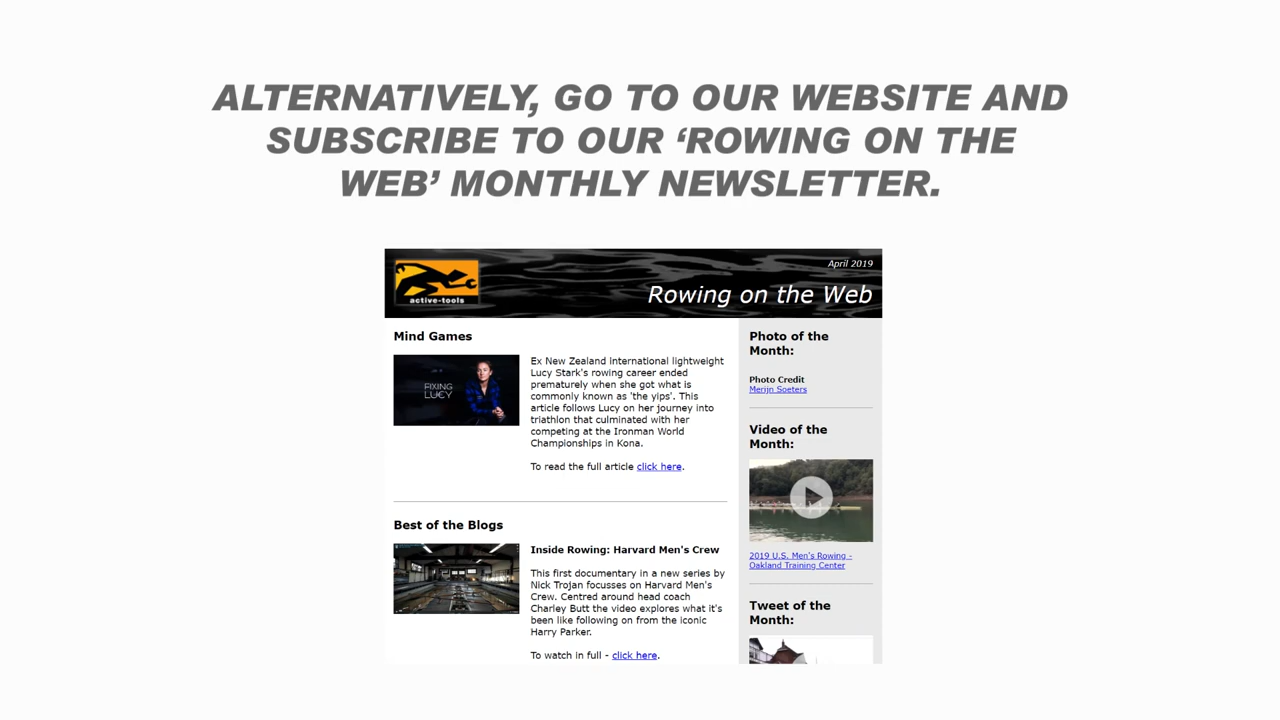 ALTERNATIVELY, GO TO OUR WEBSITE AND
SUBSCRIBE TO OUR ‘ROWING ON THE
WEB’ MONTHLY NEWSLETTER.
active-tools
April 2019
Rowing on the Web
Mind Games
FIXING
LUCY
Ex New Zealand international lightweight
Lucy Stark's rowing career ended
prematurely when she got what is
commonly known as 'the yips'. This
article follows Lucy on her journey into
triathlon that culminated with her
competing at the Ironman World
Championships in Kona.
To read the full article click here.
Best of the Blogs
Inside Rowing: Harvard Men's Crew
This first documentary in a new series by
Nick Trojan focusses on Harvard Men's
Crew. Centred around head coach
Charley Butt the video explores what it's
been like following on from the iconic
Harry Parker.
To watch in full - click here.
Photo of the
Month:
Photo Credit
Merijn Soeters
Video of the
Month:
2019 U.S. Men's Rowing -
Oakland Training Center
Tweet of the
Month: